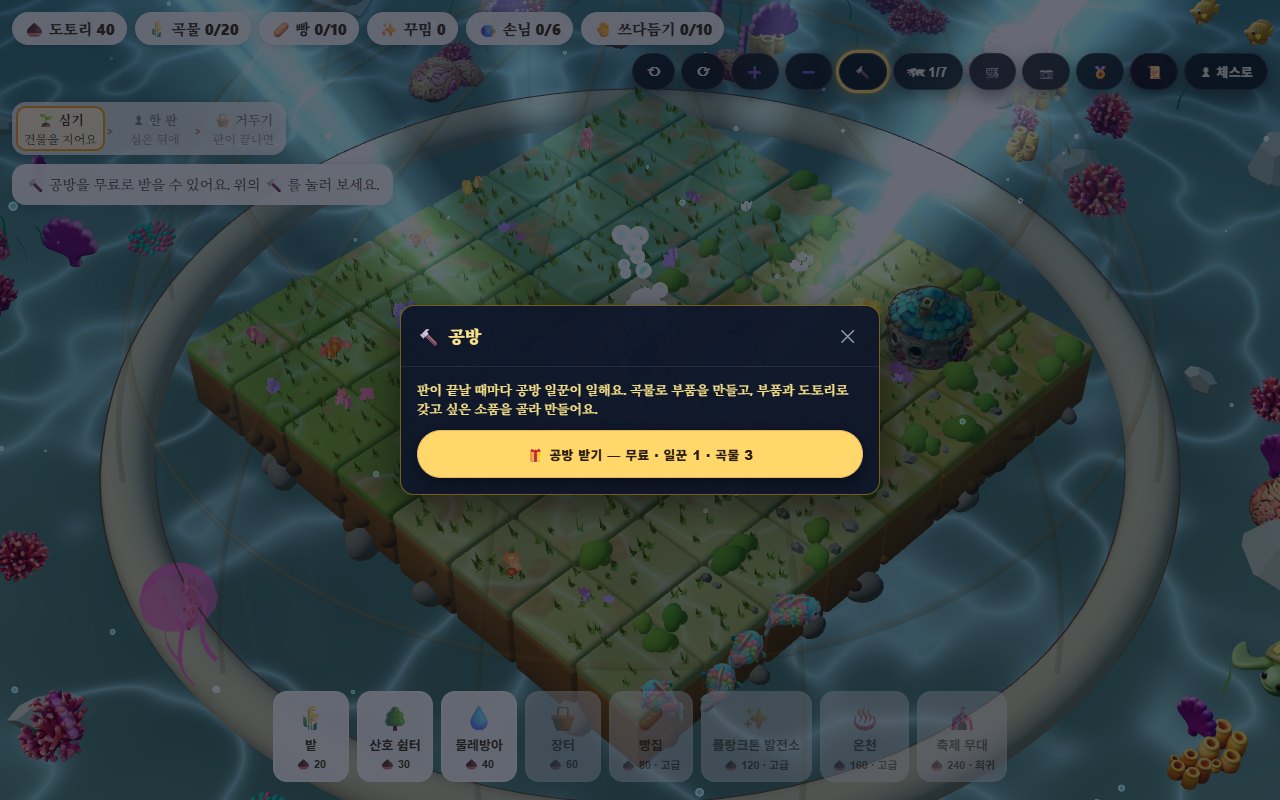 도토리 40
곡물 0/20
빵 0/10
꾸밈 0
손님 0/6
쓰다듬기 0/10
1/7
체스로
심기
건물을 지어요
한 판
심은 뒤에
거두기
판이 끝나면
공방을 무료로 받을 수 있어요. 위의 🔨 를 눌러 보세요.
공방
판이 끝날 때마다 공방 일꾼이 일해요. 곡물로 부품을 만들고, 부품과 도토리로
갖고 싶은 소품을 골라 만들어요.
공방 받기 — 무료 · 일꾼 1 · 곡물 3
밭
20
산호 쉼터
30
물레방아
40
장터
60
빵집
80 · 고급
플랑크톤 발전소
120 · 고급
온천
160 · 고급
축제 무대
240 · 희귀